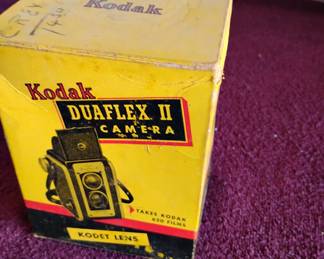 Kodak
Kodak
DUAFLEX II
CAMERA
TAKES KODAK
620 FILMS
KODET LENS